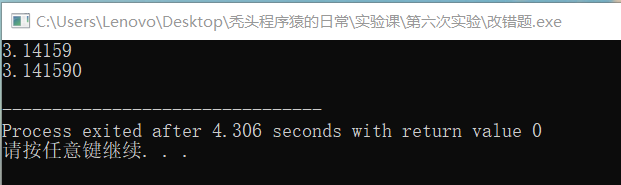 C:\Users\Lenovo\Desktop\秃头程序猿的日常\实验课\第六次实验\改错题.exe
3.14159
3.141590
--------------------------------
Process exited after 4.306 seconds with return value 0
请按任意键继续. . .